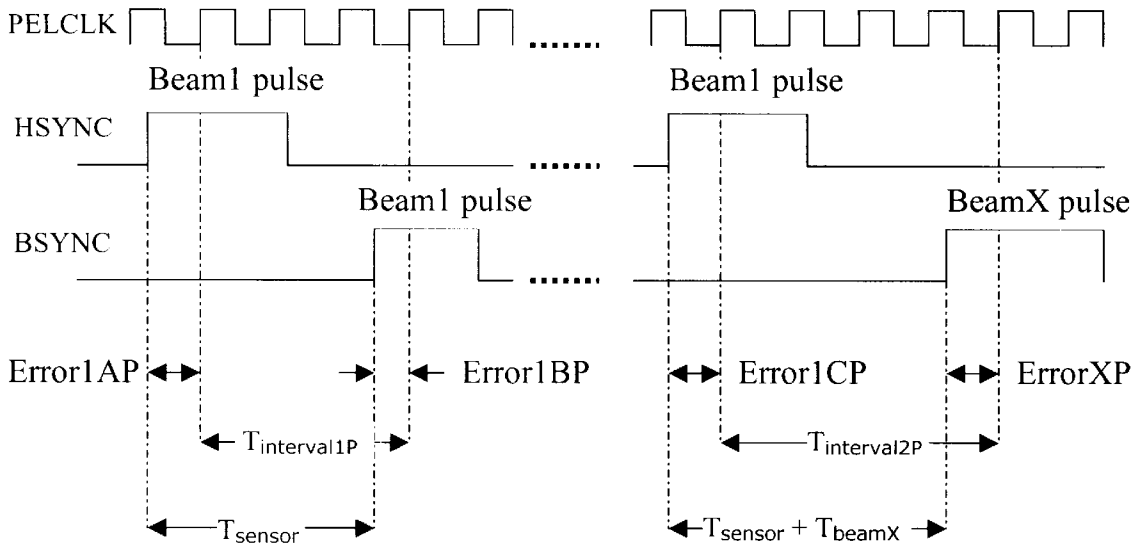 PELCLK
Beam1 pulse
Beam1 pulse
HSYNC
Beam1 pulse
BeamX pulse
BSYNC
Error1AP
Error1BP
Error1CP
ErrorXP
Tinterval1P
Tinterval2P
Tsensor
Tsensor + TbeamX